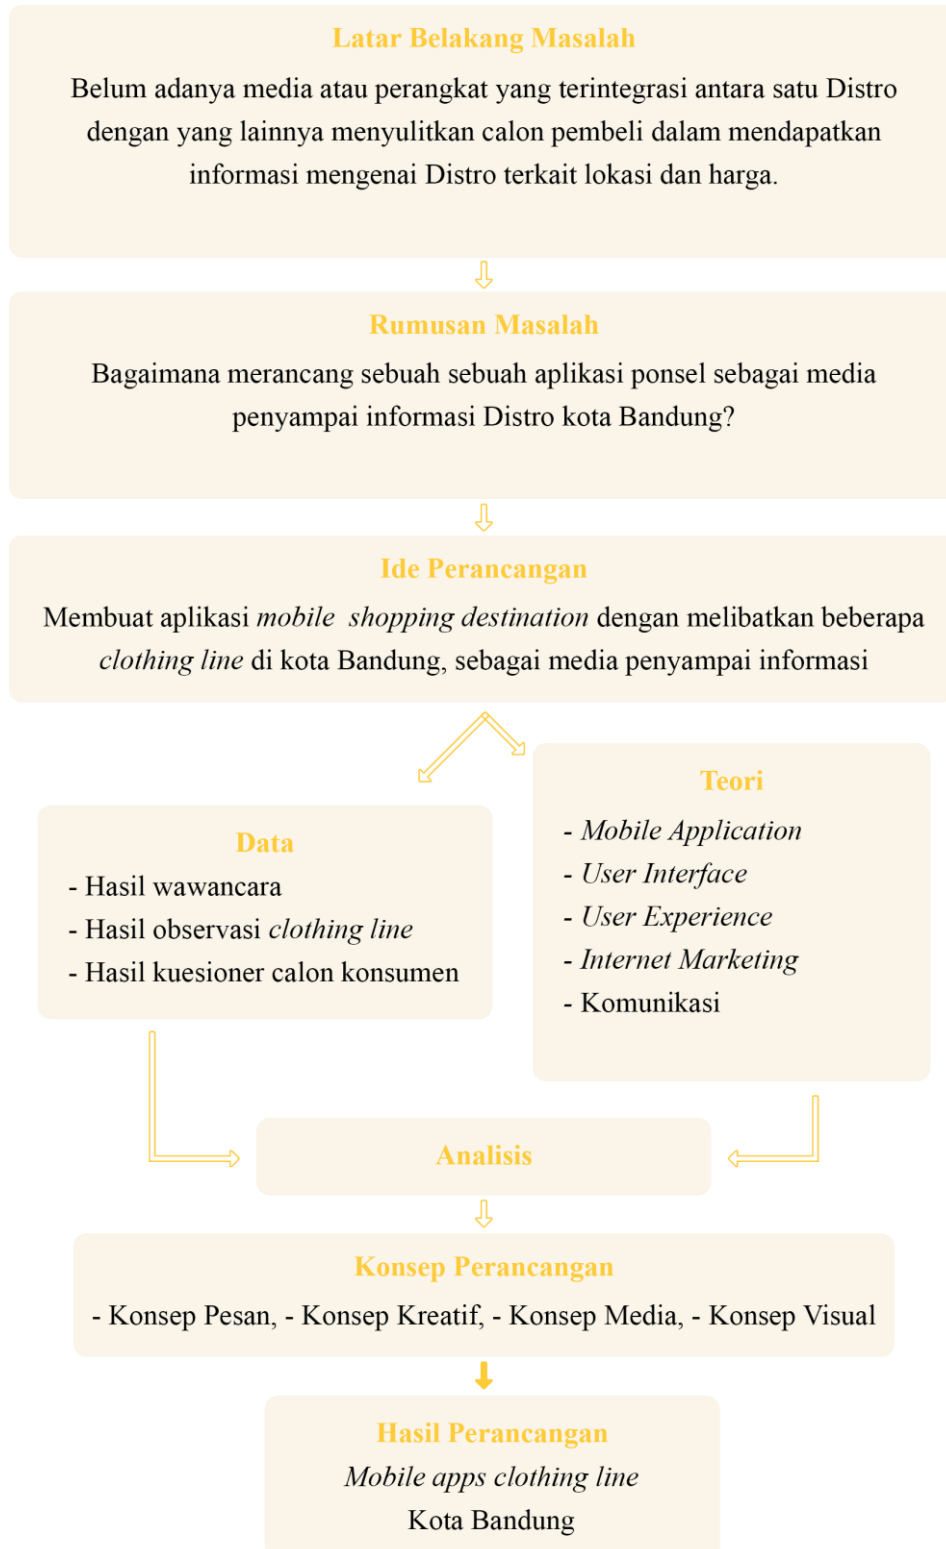 Latar Belakang Masalah
Belum adanya media atau perangkat yang terintegrasi antara satu Distro
dengan yang lainnya menyulitkan calon pembeli dalam mendapatkan
informasi mengenai Distro terkait lokasi dan harga.
Rumusan Masalah
Bagaimana merancang sebuah sebuah aplikasi ponsel sebagai media
penyampai informasi Distro kota Bandung?
Ide Perancangan
Membuat aplikasi mobile shopping destination dengan melibatkan beberapa
clothing line di kota Bandung, sebagai media penyampai informasi
Data
- Hasil wawancara
- Hasil observasi clothing line
- Hasil kuesioner calon konsumen
Teori
- Mobile Application
- User Interface
- User Experience
- Internet Marketing
- Komunikasi
Analisis
Konsep Perancangan
- Konsep Pesan, - Konsep Kreatif, - Konsep Media, - Konsep Visual
Hasil Perancangan
Mobile apps clothing line
Kota Bandung